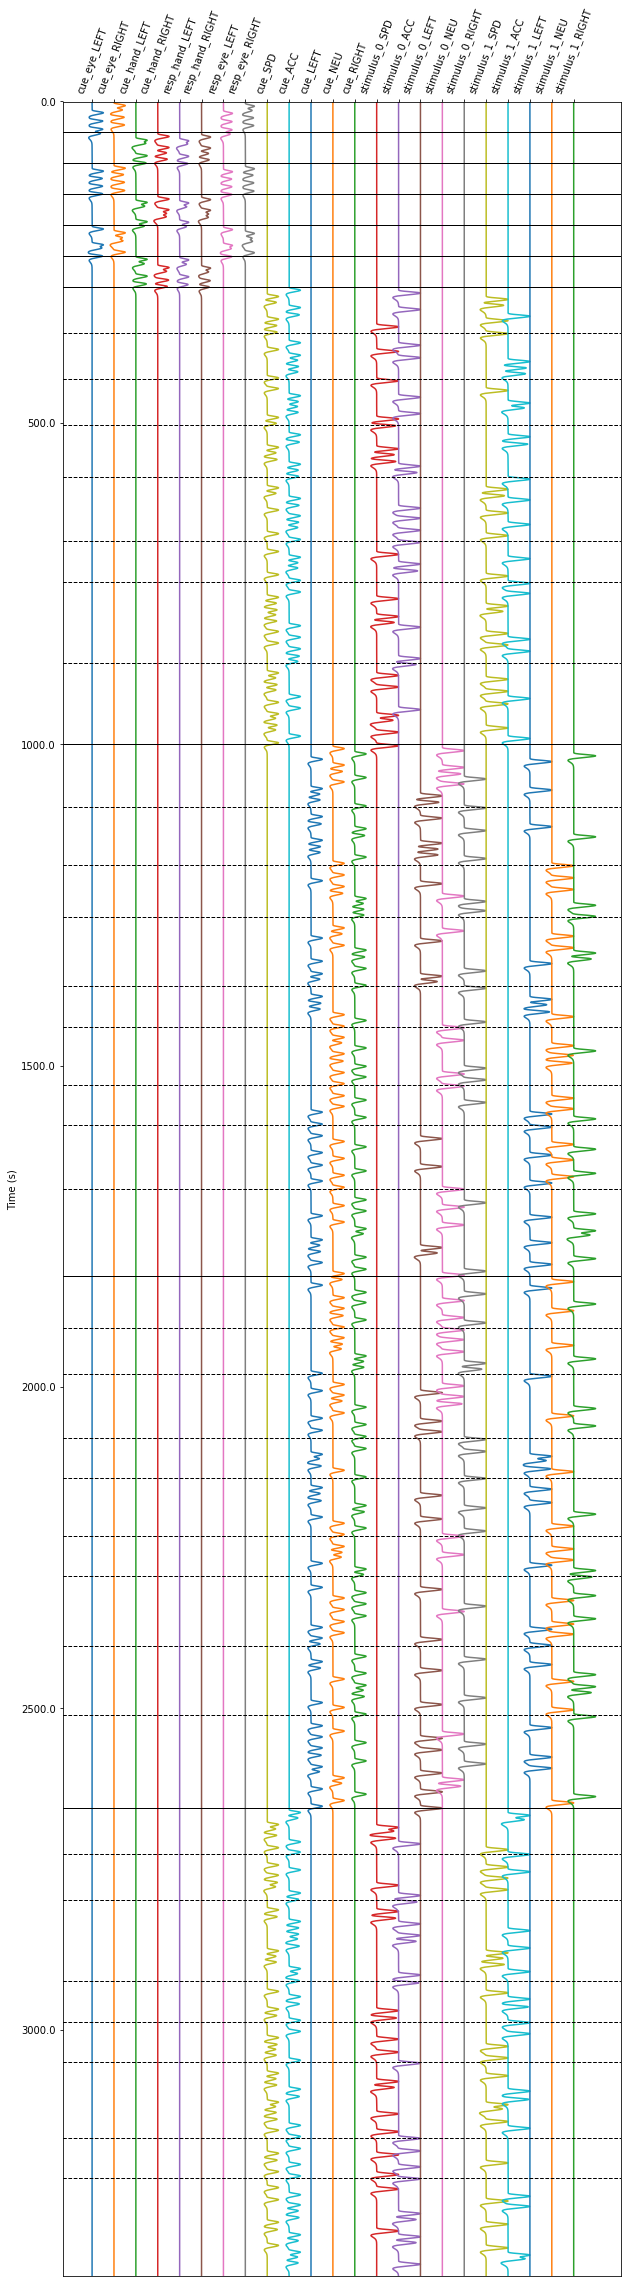 cue_eye_LEFT
cue_eye_RIGHT
cue_hand_LEFT
cue_hand_RIGHT
resp_hand_LEFT
resp_hand_RIGHT
resp_eye_LEFT
resp_eye_RIGHT
cue_SPD
cue_ACC
cue_LEFT
cue_NEU
cue_RIGHT
stimulus_0_SPD
stimulus_0_ACC
stimulus_0_LEFT
stimulus_0_NEU
stimulus_0_RIGHT
stimulus_1_SPD
stimulus_1_ACC
stimulus_1_LEFT
stimulus_1_NEU
stimulus_1_RIGHT
0.0
500.0
1000.0
1500.0
2000.0
2500.0
3000.0
Time (s)